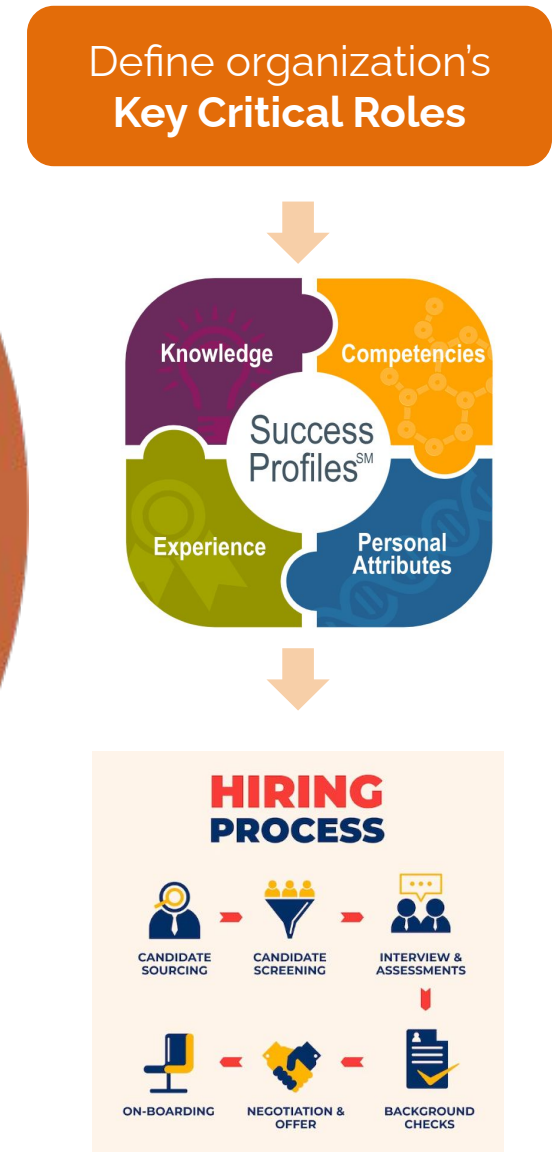 Define organization’s
Key Critical Roles
Knowledge
Competencies
Success
Profiles℠
Experience
Personal
Attributes
HIRING
PROCESS
CANDIDATE
SOURCING
CANDIDATE
SCREENING
INTERVIEW &
ASSESSMENTS
ON-BOARDING
NEGOTIATION &
OFFER
BACKGROUND
CHECKS